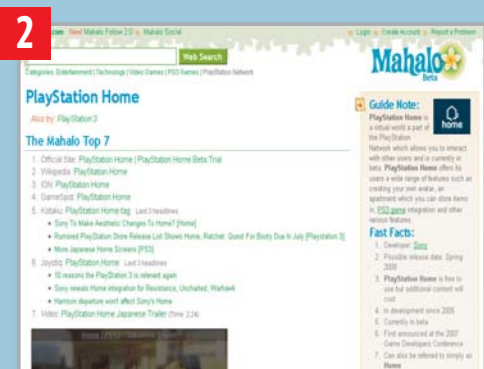 2
.com New! Mahalo Follow 2.0 Mahalo Social
Login Create Account Report a Problem
Web Search
Mahalo
Beta
Categories: Entertainment | Technology | Video Games | PS3 Games | PlayStation Network
PlayStation Home
Also try: PlayStation 3
The Mahalo Top 7
1. Official Site: PlayStation Home | PlayStation Home Beta Trial
2. Wikipedia: PlayStation Home
3. IGN: PlayStation Home
4. GameSpot: PlayStation Home
5. Kotaku: PlayStation Home tag Last 3 headlines
Sony To Make Aesthetic Changes To Home? [Home]
Rumored PlayStation Store Release List Shows Home, Ratchet: Quest For Booty Due In July [Playstation 3]
More Japanese Home Screens [PS3]
6. Joystiq: PlayStation Home Last 3 headlines
10 reasons the PlayStation 3 is relevant again
Sony reveals Home integration for Resistance, Uncharted, Warhawk
Harrison departure won't affect Sony's Home
7. Video: PlayStation Home Japanese Trailer (Time: 2:24)
Guide Note:
home
PlayStation Home is
a virtual world a part of
the PlayStation
Network which allows you to interact
with other users and is currently in
beta. PlayStation Home offers its
users a wide range of features such as
creating your own avatar, an
apartment which you can store items
in, PS3 game integration and other
various features.
Fast Facts:
1. Developer: Sony
2. Possible release date: Spring
2008
3. PlayStation Home is free to
use but additional content will
cost
4. In development since 2005
5. Currently in beta
6. First announced at the 2007
Game Developers Conference
7. Can also be referred to simply as
Home